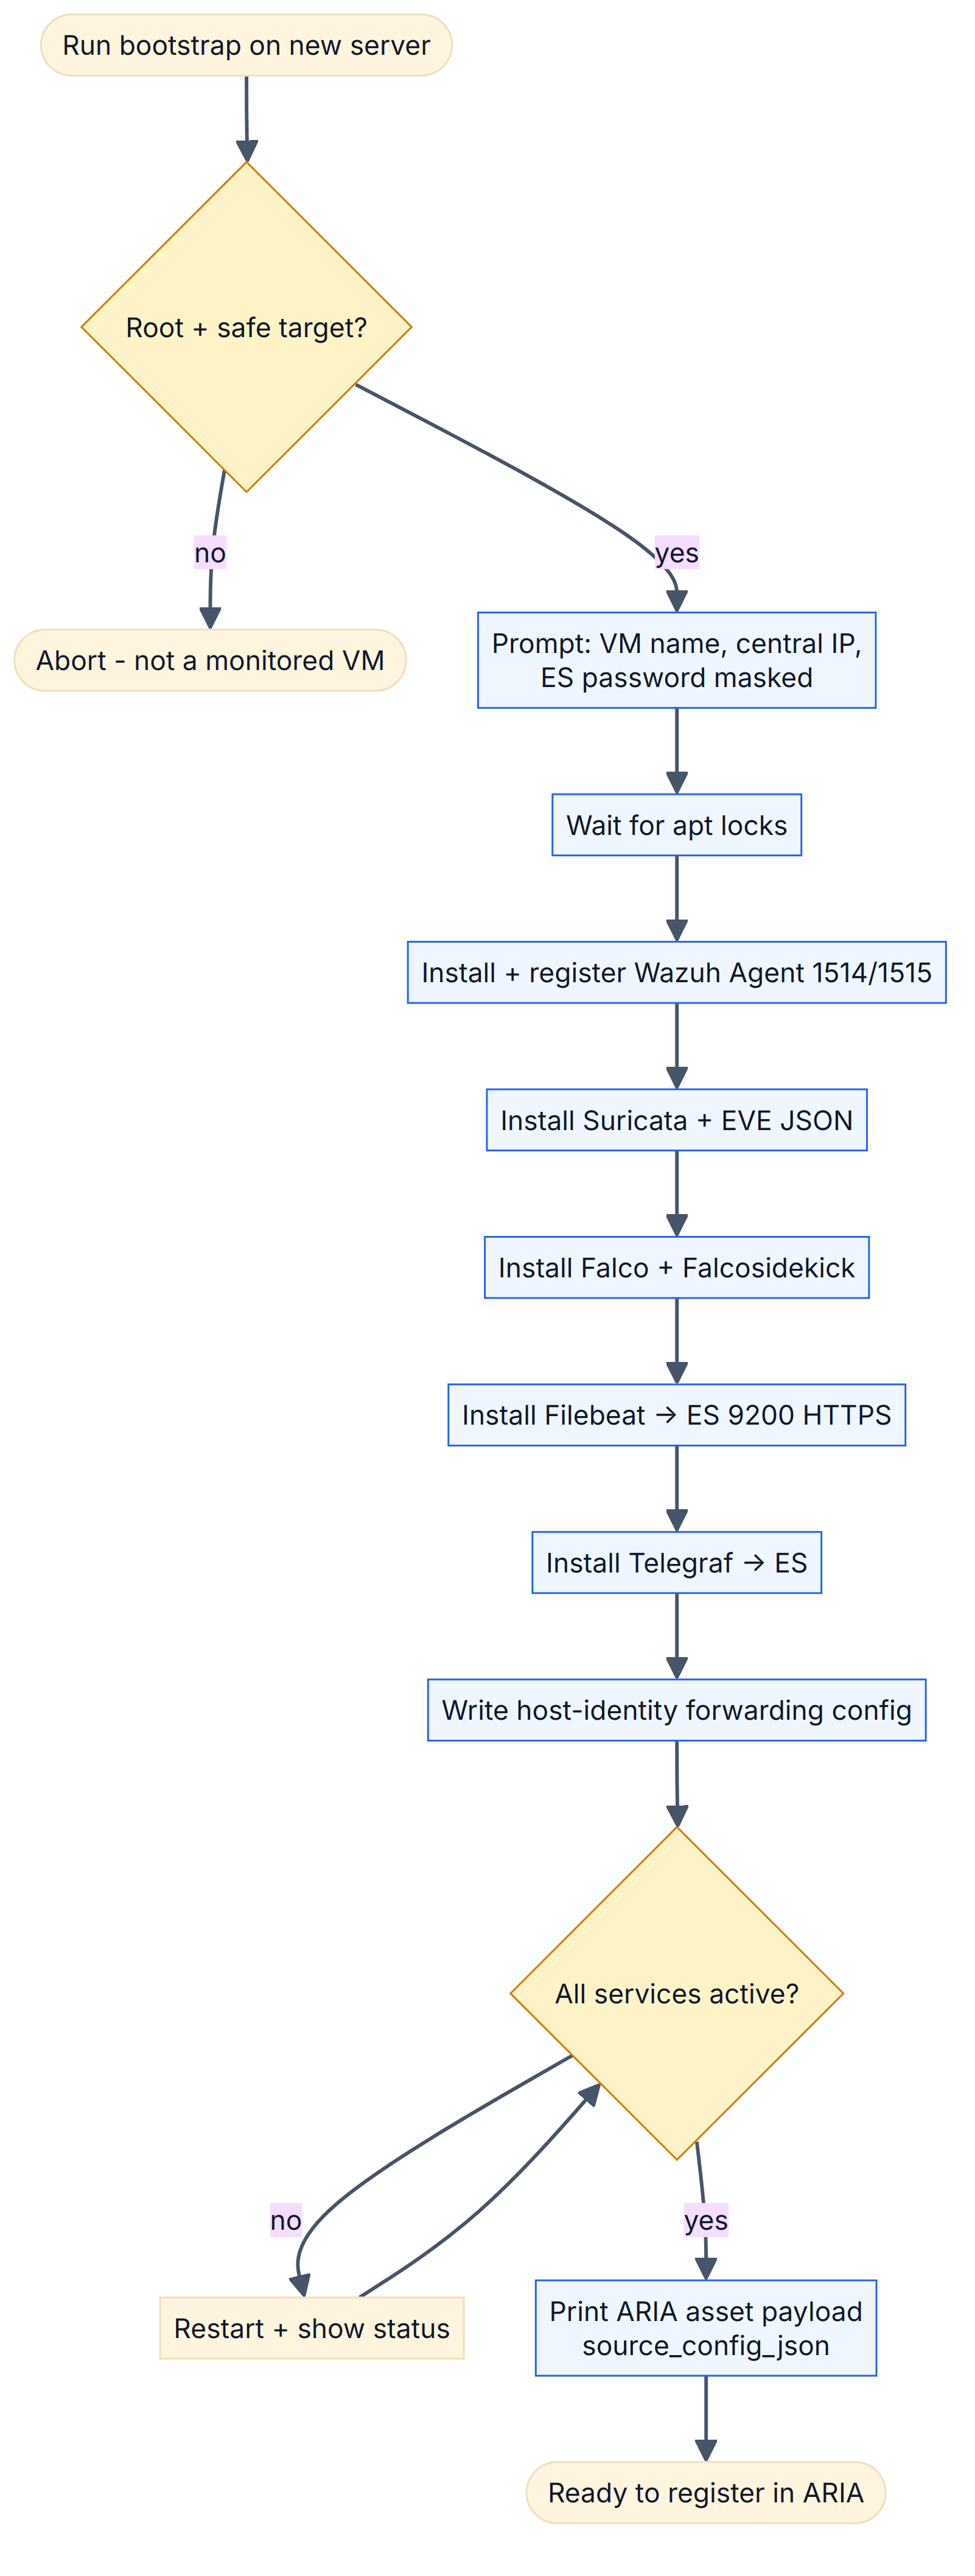 Run bootstrap on new server
Root + safe target?
no
yes
Abort - not a monitored VM
Prompt: VM name, central IP,
ES password masked
Wait for apt locks
Install + register Wazuh Agent 1514/1515
Install Suricata + EVE JSON
Install Falco + Falcosidekick
Install Filebeat → ES 9200 HTTPS
Install Telegraf → ES
Write host-identity forwarding config
All services active?
no
yes
Restart + show status
Print ARIA asset payload
source_config_json
Ready to register in ARIA